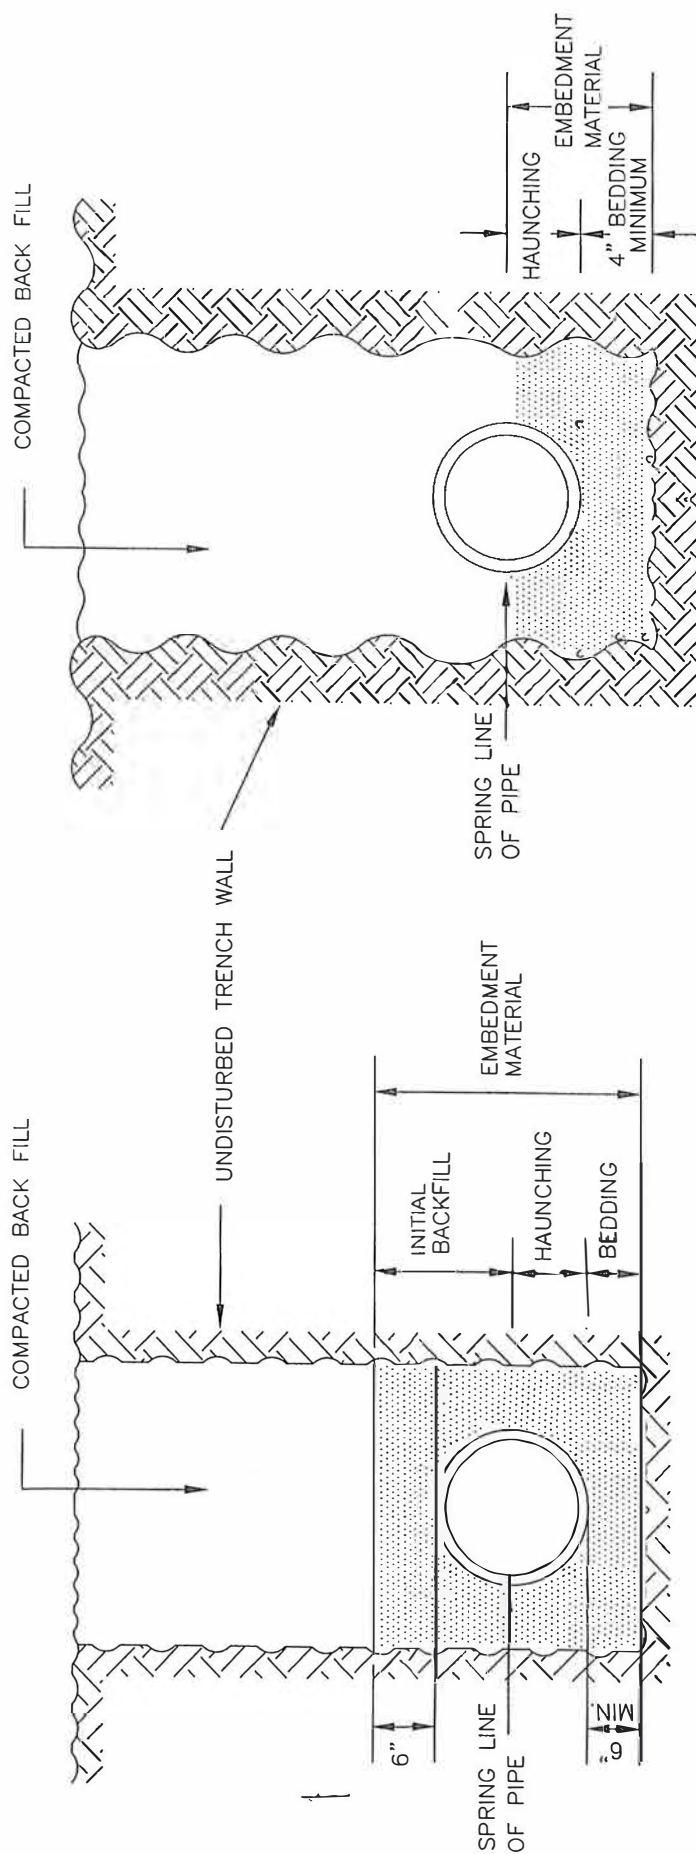 COMPACTED BACK FILL
UNDISTURBED TRENCH WALL
INITIAL
BACKFILL
HAUNCHING
BEDDING
EMBEDMENT
MATERIAL
6"
SPRING LINE
OF PIPE
6"
MIN.
COMPACTED BACK FILL
SPRING LINE
OF PIPE
HAUNCHING
4" BEDDING
MINIMUM
EMBEDMENT
MATERIAL